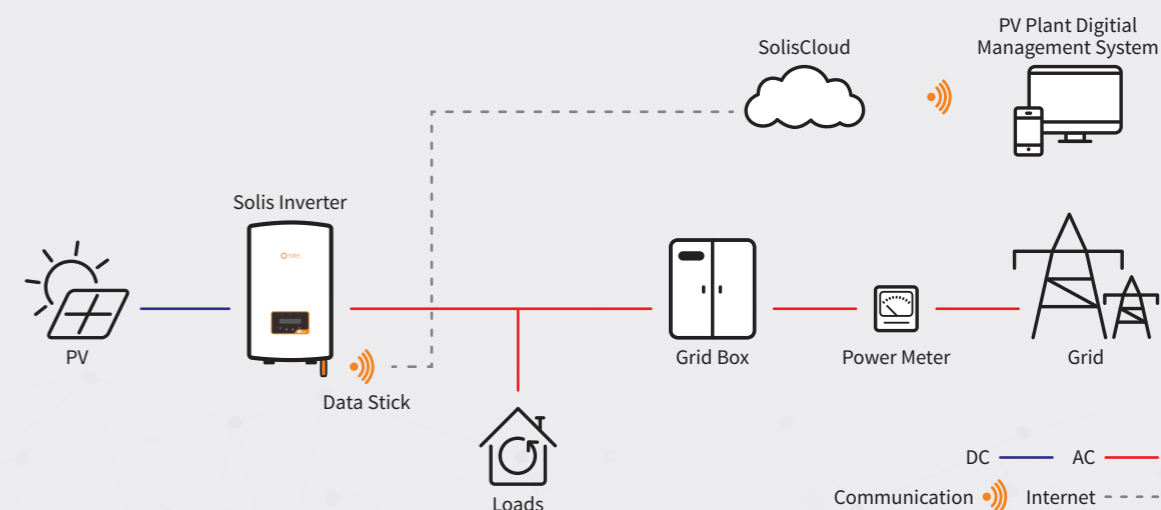 PV Plant Digitial
Management System
SolisCloud
Solis Inverter
solis
PV
Data Stick
Grid Box
Power Meter
Grid
Loads
DC
AC
Communication
Internet